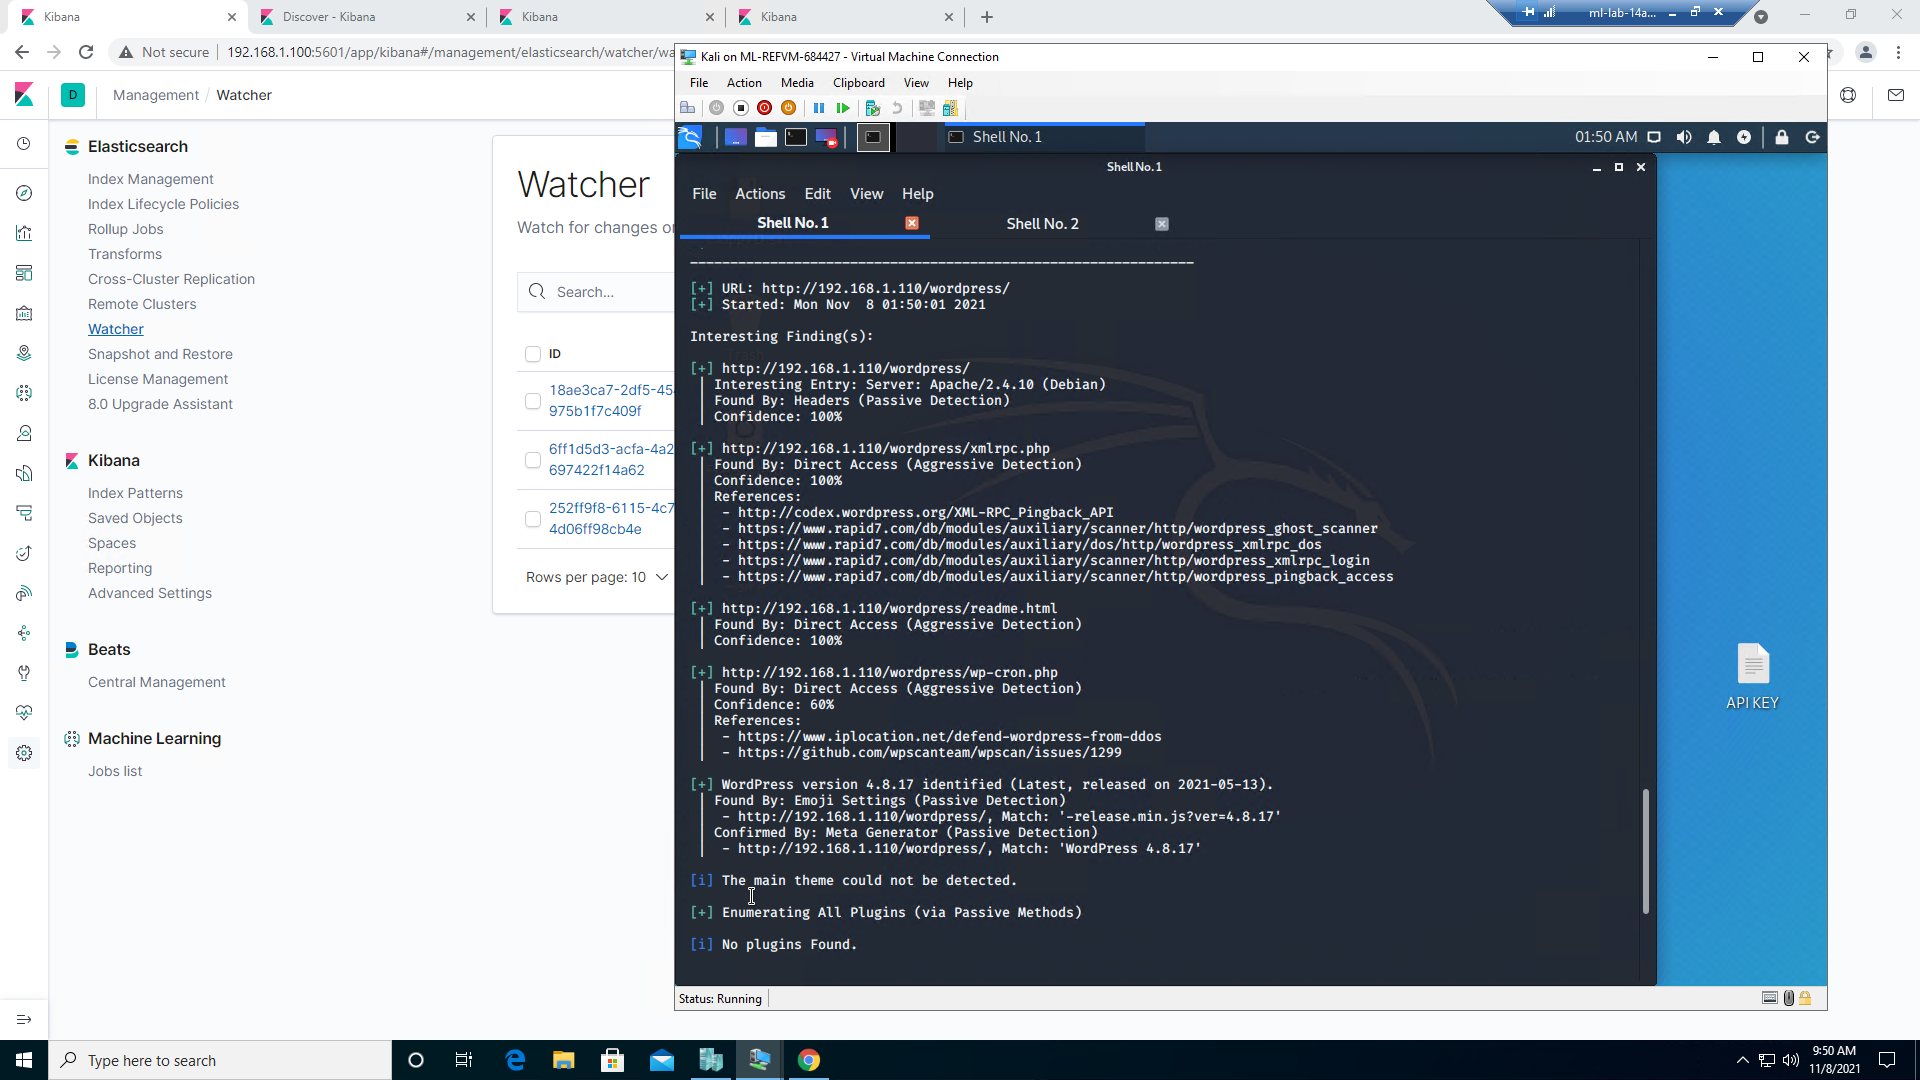 Kibana
Discover - Kibana
Kibana
Kibana
ml-lab-14a...
Not secure
192.168.1.100:5601/app/kibana#/management/elasticsearch/watcher/wa
Kali on ML-REFVM-684427 - Virtual Machine Connection
File Action Media Clipboard View Help
D
Management / Watcher
Shell No. 1
01:50 AM
Elasticsearch
Index Management
Index Lifecycle Policies
Rollup Jobs
Transforms
Cross-Cluster Replication
Remote Clusters
Watcher
Snapshot and Restore
License Management
8.0 Upgrade Assistant
Kibana
Index Patterns
Saved Objects
Spaces
Reporting
Advanced Settings
Beats
Central Management
Machine Learning
Jobs list
Watcher
Watch for changes or
Search...
ID
18ae3ca7-2df5-45
975b1f7c409f
6ff1d5d3-acfa-4a2
697422f14a62
252ff9f8-6115-4c7
4d06ff98cb4e
Rows per page: 10
Shell No.1
File Actions Edit View Help
Shell No. 1
Shell No. 2
[+] URL: http://192.168.1.110/wordpress/
[+] Started: Mon Nov  8 01:50:01 2021
Interesting Finding(s):
[+] http://192.168.1.110/wordpress/
| Interesting Entry: Server: Apache/2.4.10 (Debian)
| Found By: Headers (Passive Detection)
| Confidence: 100%
[+] http://192.168.1.110/wordpress/xmlrpc.php
| Found By: Direct Access (Aggressive Detection)
| Confidence: 100%
| References:
|  - http://codex.wordpress.org/XML-RPC_Pingback_API
|  - https://www.rapid7.com/db/modules/auxiliary/scanner/http/wordpress_ghost_scanner
|  - https://www.rapid7.com/db/modules/auxiliary/dos/http/wordpress_xmlrpc_dos
|  - https://www.rapid7.com/db/modules/auxiliary/scanner/http/wordpress_xmlrpc_login
|  - https://www.rapid7.com/db/modules/auxiliary/scanner/http/wordpress_pingback_access
[+] http://192.168.1.110/wordpress/readme.html
| Found By: Direct Access (Aggressive Detection)
| Confidence: 100%
[+] http://192.168.1.110/wordpress/wp-cron.php
| Found By: Direct Access (Aggressive Detection)
| Confidence: 60%
| References:
|  - https://www.iplocation.net/defend-wordpress-from-ddos
|  - https://github.com/wpscanteam/wpscan/issues/1299
[+] WordPress version 4.8.17 identified (Latest, released on 2021-05-13).
| Found By: Emoji Settings (Passive Detection)
|  - http://192.168.1.110/wordpress/, Match: '-release.min.js?ver=4.8.17'
| Confirmed By: Meta Generator (Passive Detection)
|  - http://192.168.1.110/wordpress/, Match: 'WordPress 4.8.17'
[i] The main theme could not be detected.
[+] Enumerating All Plugins (via Passive Methods)
[i] No plugins Found.
API KEY
Status: Running
Type here to search
9:50 AM
11/8/2021